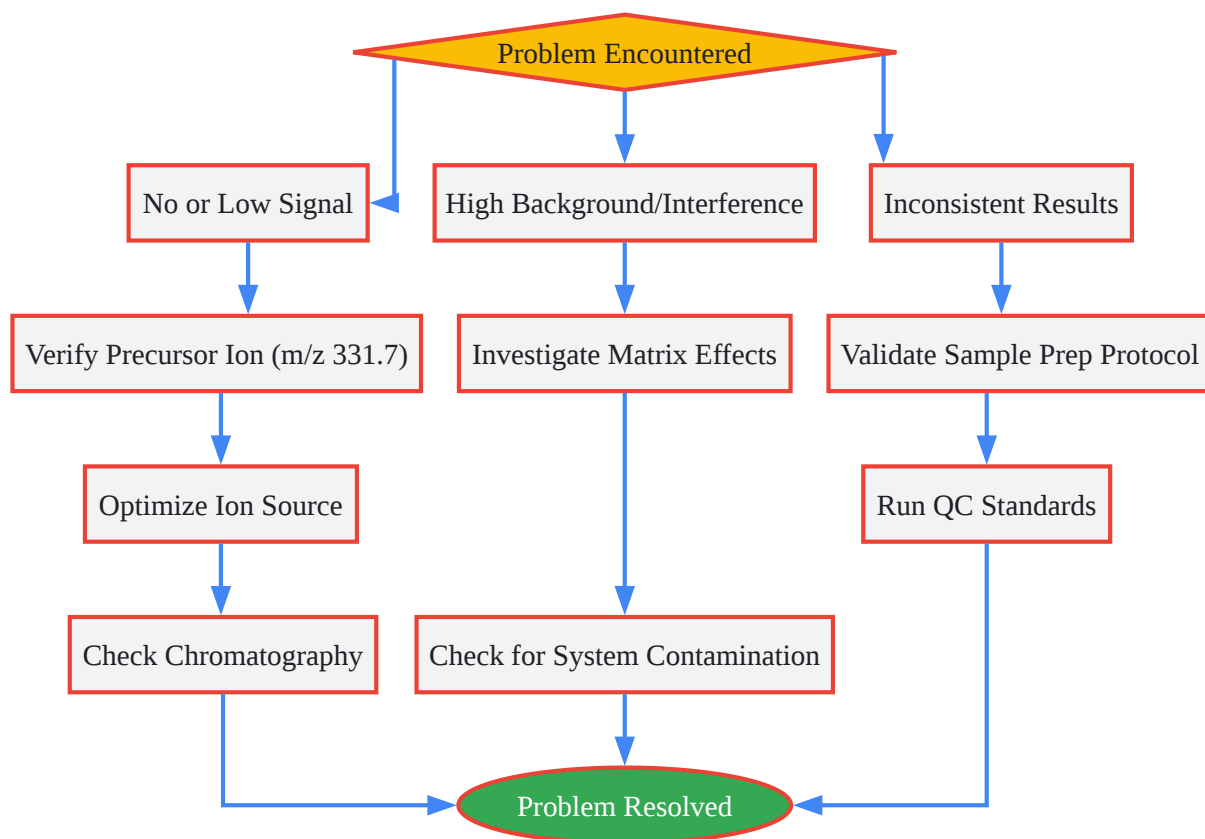 Problem Encountered
No or Low Signal
High Background/Interference
Inconsistent Results
Verify Precursor Ion (m/z 331.7)
Investigate Matrix Effects
Validate Sample Prep Protocol
Optimize Ion Source
Run QC Standards
Check Chromatography
Check for System Contamination
Problem Resolved